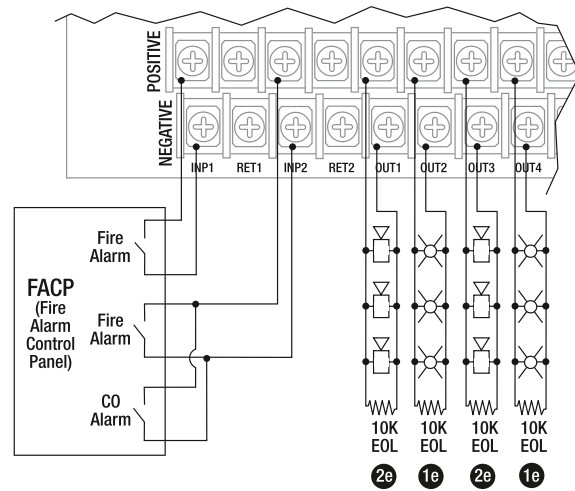 POSITIVE
NEGATIVE
INP1 RET1 INP2 RET2 OUT1 OUT2 OUT3 OUT4
FACP
(Fire
Alarm
Control
Panel)
Fire
Alarm
Fire
Alarm
CO
Alarm
10K
EOL
10K
EOL
10K
EOL
10K
EOL
2e 1e 2e 1e